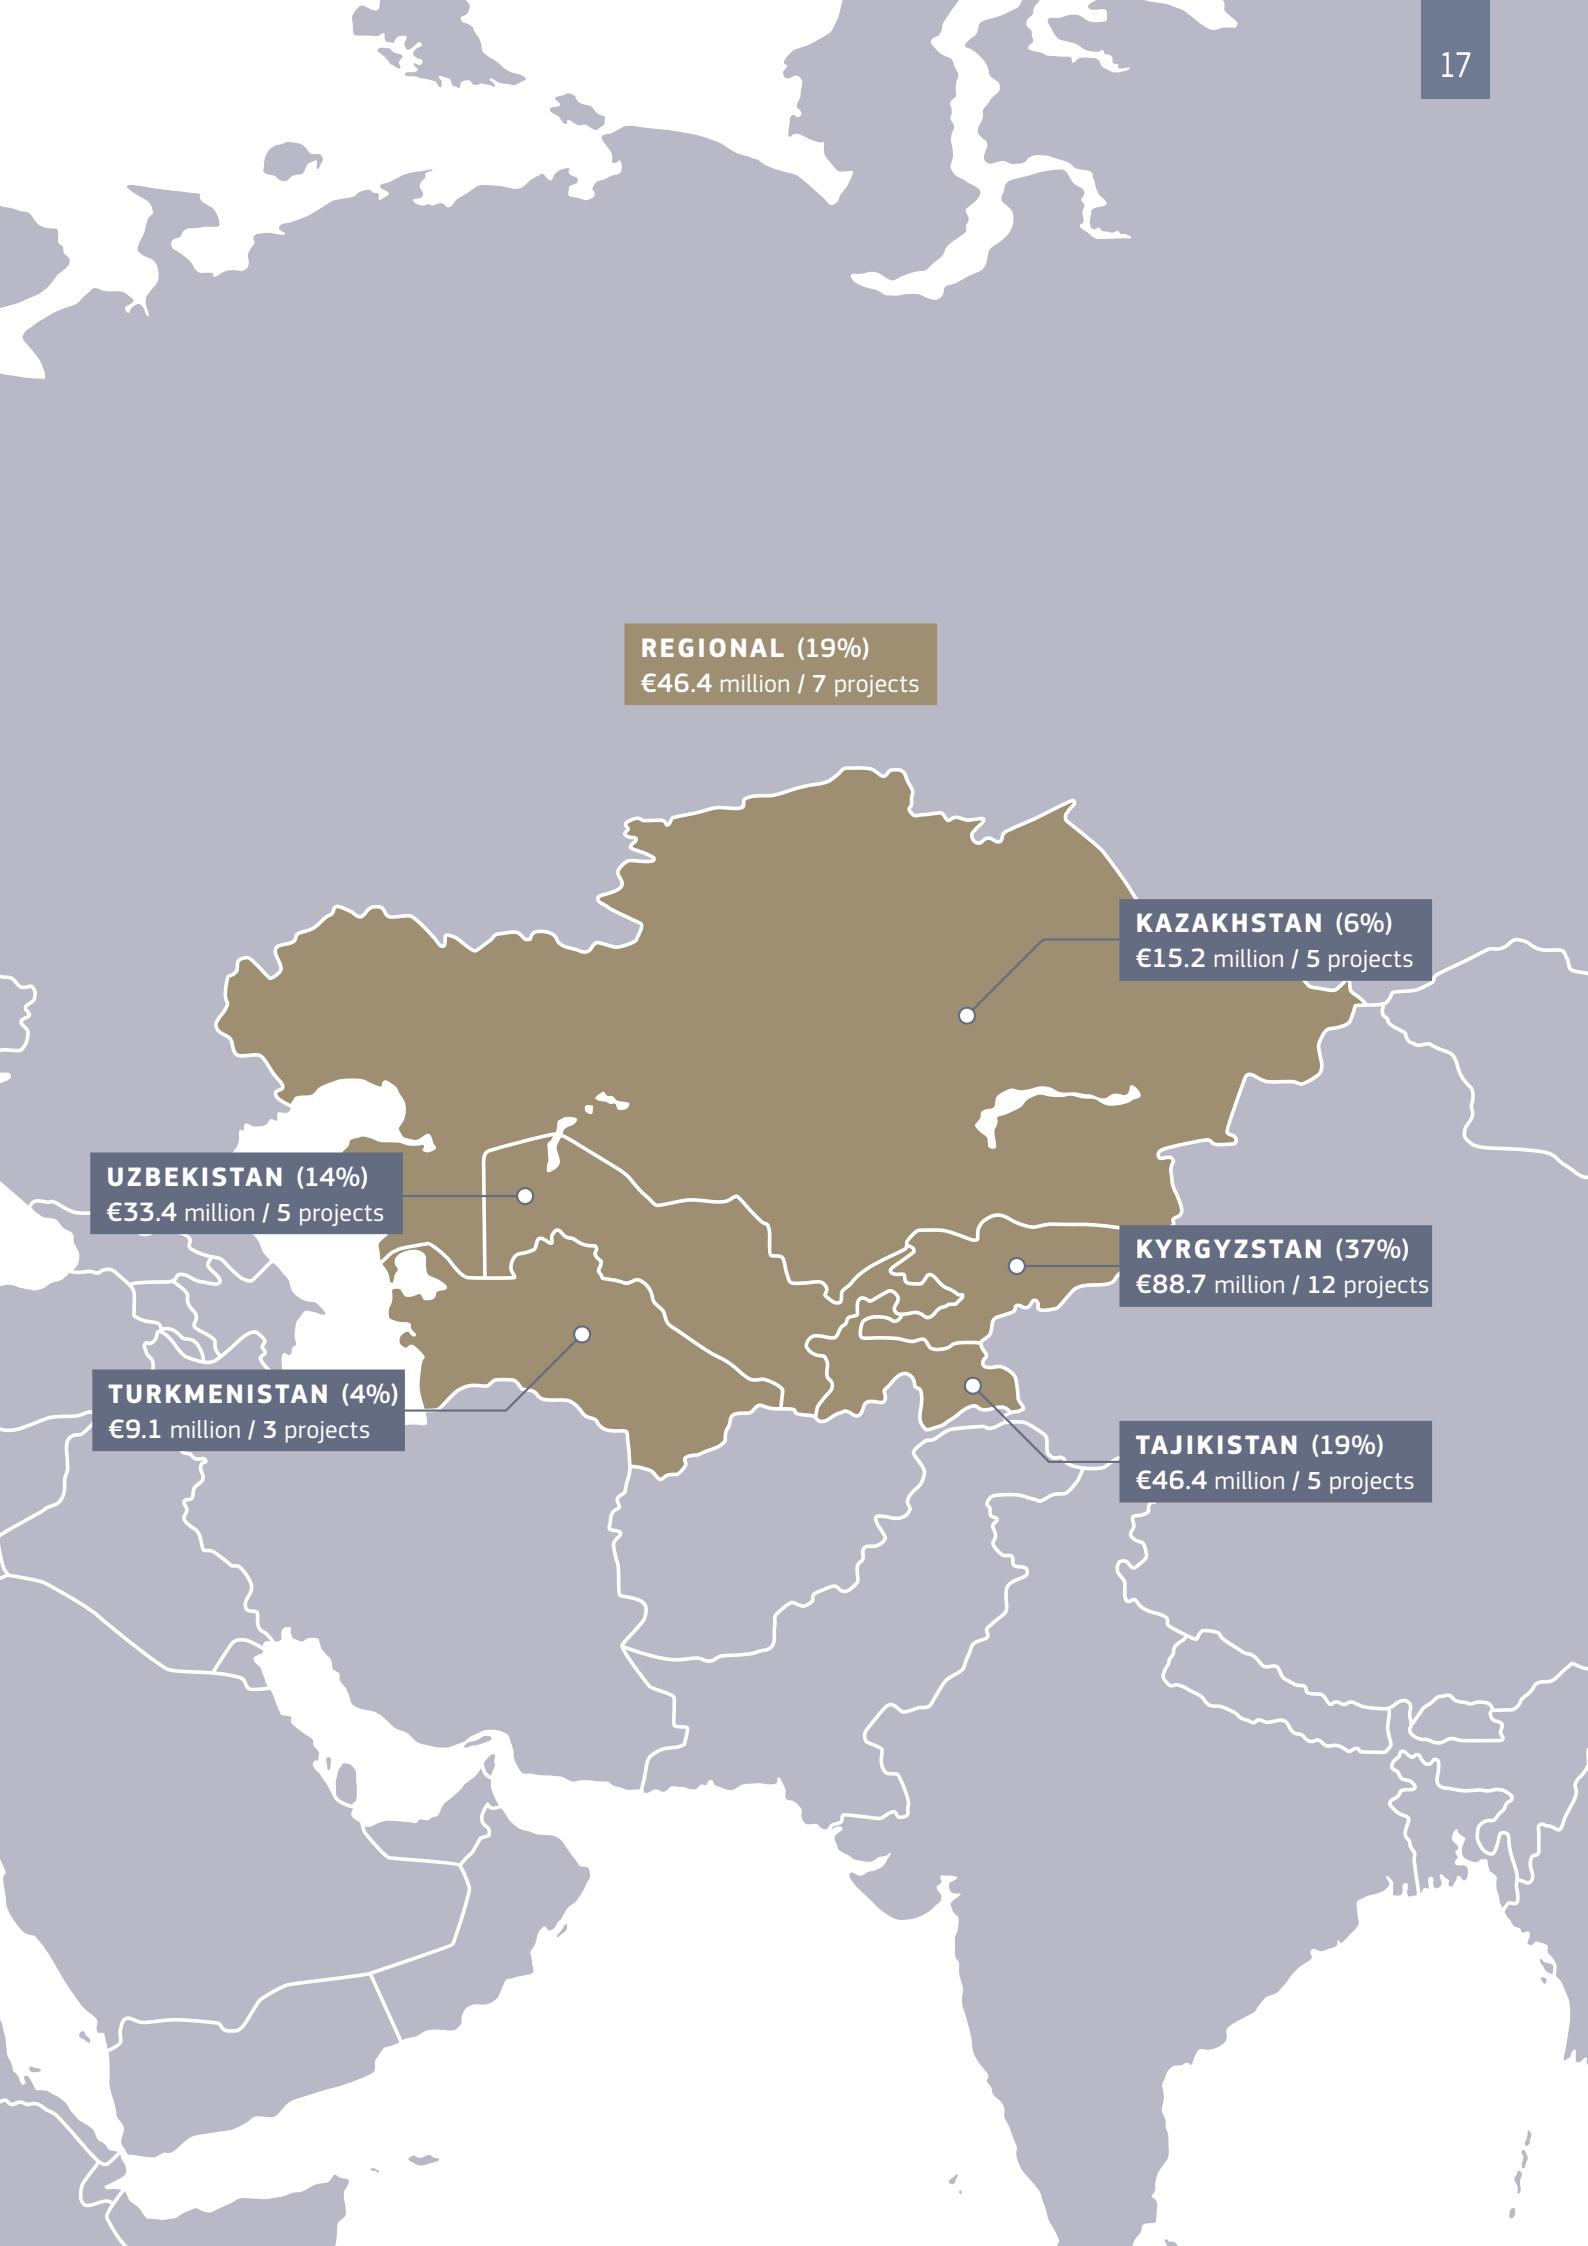 17
REGIONAL (19%)
€46.4 million / 7 projects
KAZAKHSTAN (6%)
€15.2 million / 5 projects
UZBEKISTAN (14%)
€33.4 million / 5 projects
KYRGYZSTAN (37%)
€88.7 million / 12 projects
TURKMENISTAN (4%)
€9.1 million / 3 projects
TAJIKISTAN (19%)
€46.4 million / 5 projects